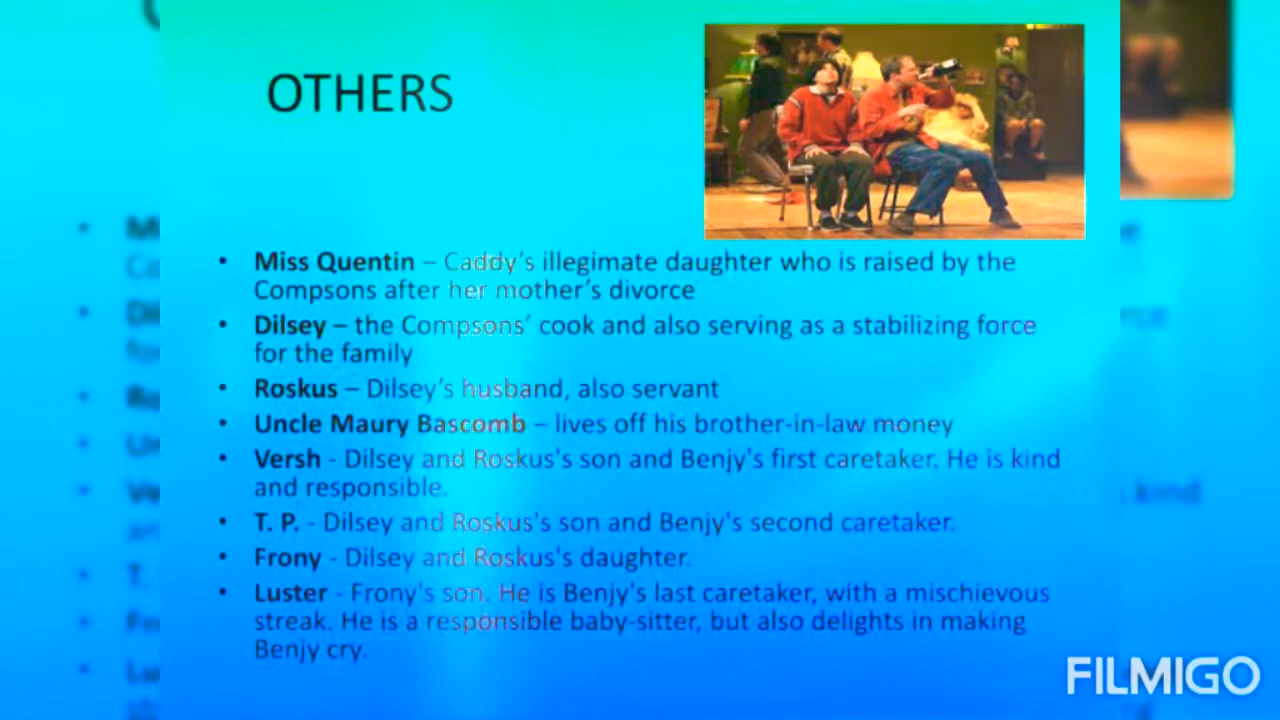 OTHERS
• Miss Quentin – Caddy's illegimate daughter who is raised by the
Compsons after her mother's divorce
• Dilsey – the Compsons' cook and also serving as a stabilizing force
for the family
• Roskus – Dilsey's husband, also servant
• Uncle Maury Bascomb – lives off his brother-in-law money
• Versh - Dilsey and Roskus's son and Benjy's first caretaker. He is kind
and responsible.
• T. P. - Dilsey and Roskus's son and Benjy's second caretaker.
• Frony - Dilsey and Roskus's daughter.
• Luster - Frony's son. He is Benjy's last caretaker, with a mischievous
streak. He is a responsible baby-sitter, but also delights in making
Benjy cry.
FILMIGO